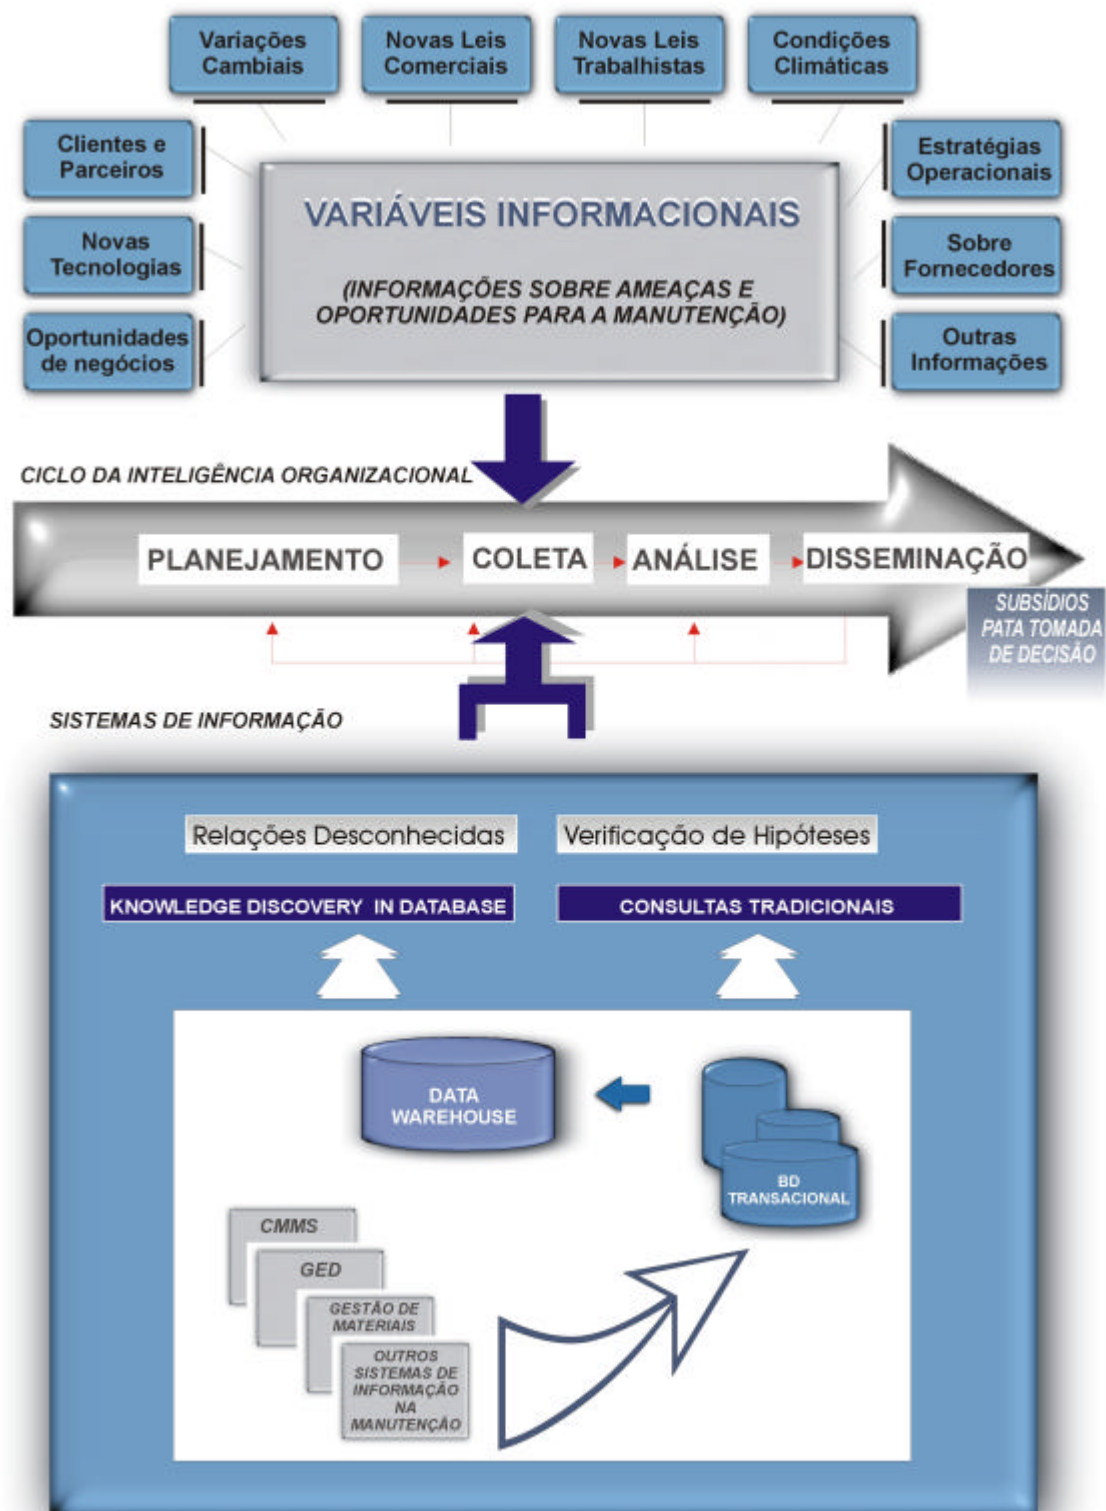 Variações
Cambiais
Novas Leis
Comerciais
Novas Leis
Trabalhistas
Condições
Climáticas
Clientes e
Parceiros
Estratégias
Operacionais
VARIÁVEIS INFORMACIONAIS
Novas
Tecnologias
Sobre
Fornecedores
(INFORMAÇÕES SOBRE AMEAÇAS E
OPORTUNIDADES PARA A MANUTENÇÃO)
Oportunidades
de negócios
Outras
Informações
CICLO DA INTELIGÊNCIA ORGANIZACIONAL
PLANEJAMENTO
COLETA
ANÁLISE
DISSEMINAÇÃO
SUBSÍDIOS
PATA TOMADA
DE DECISÃO
SISTEMAS DE INFORMAÇÃO
Relações Desconhecidas
Verificação de Hipóteses
KNOWLEDGE DISCOVERY IN DATABASE
CONSULTAS TRADICIONAIS
DATA
WAREHOUSE
BD
TRANSACIONAL
CMMS
GED
GESTÃO DE
MATERIAIS
OUTROS
SISTEMAS DE
INFORMAÇÃO
NA
MANUTENÇÃO